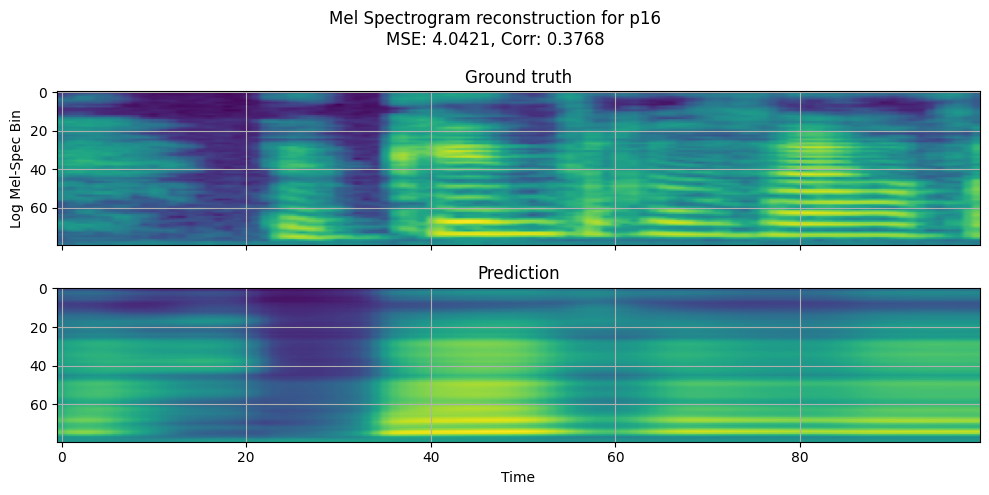 Mel Spectrogram reconstruction for p16
MSE: 4.0421, Corr: 0.3768
Ground truth
Log Mel-Spec Bin
0
20
40
60
Prediction
0
20
40
60
0 20 40 60 80
Time